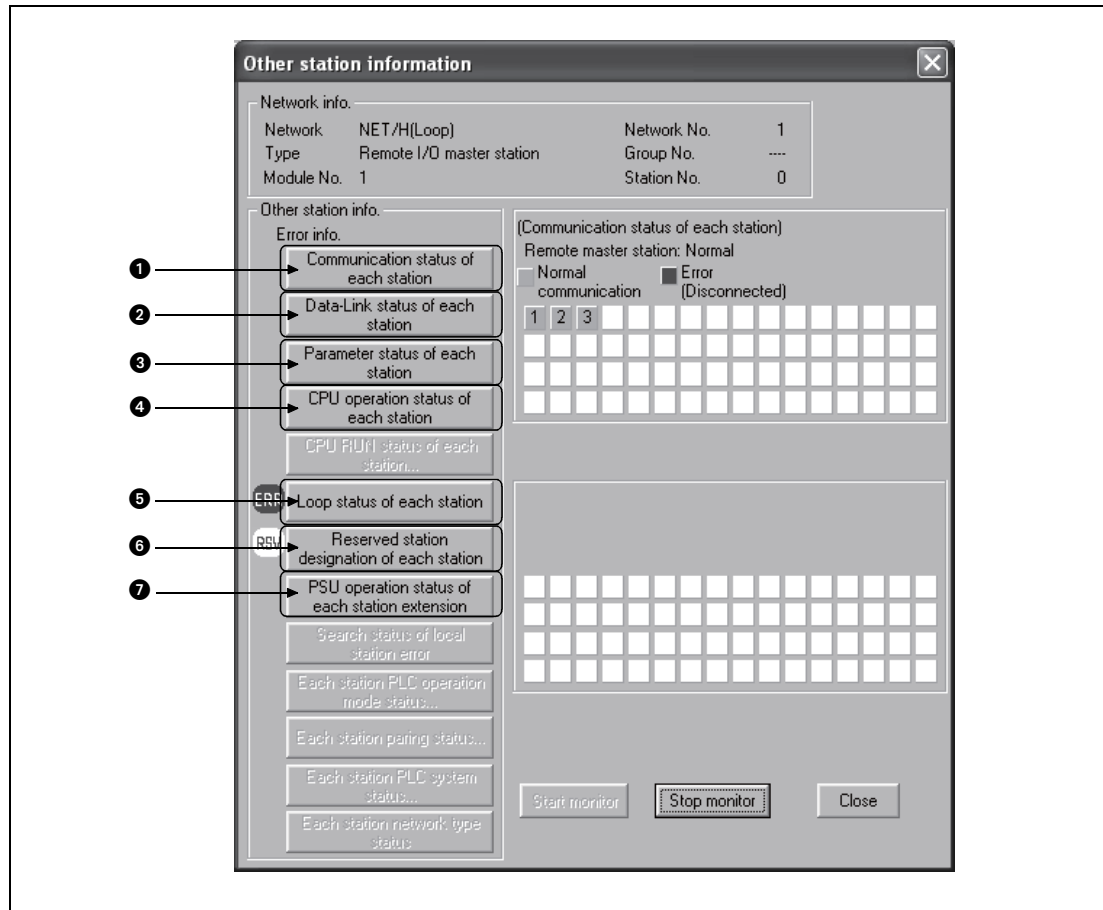 Other station information
Network info.
Network NET/H(Loop) Network No. 1
Type Remote I/O master station Group No. ----
Module No. 1 Station No. 0
Other station info.
Error info.
1 Communication status of
each station
2 Data-Link status of each
station
3 Parameter status of each
station
4 CPU operation status of
each station
CPU RUN status of each
station...
5 ERR Loop status of each station
6 RSV Reserved station
designation of each station
7 PSU operation status of
each station extension
Search status of local
station error
Each station PLC operation
mode status...
Each station paring status...
Each station PLC system
status...
Each station network type
status
(Communication status of each station)
Remote master station: Normal
Normal
communication
Error
(Disconnected)
1 2 3
Start monitor Stop monitor Close